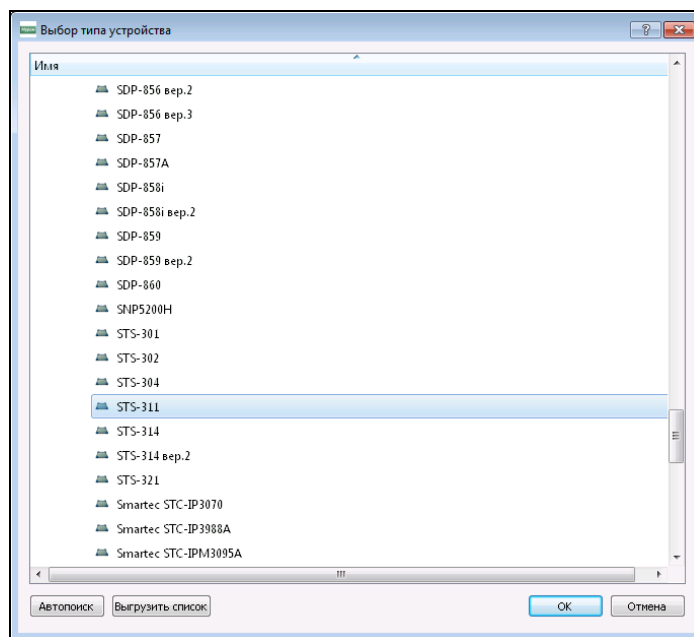 Выбор типа устройства
Имя
SDP-856 вер.2
SDP-856 вер.3
SDP-857
SDP-857A
SDP-858i
SDP-858i вер.2
SDP-859
SDP-859 вер.2
SDP-860
SNP5200H
STS-301
STS-302
STS-304
STS-311
STS-314
STS-314 вер.2
STS-321
Smartec STC-IP3070
Smartec STC-IP3988A
Smartec STC-IPM3095A
Автопоиск Выгрузить список ОК Отмена